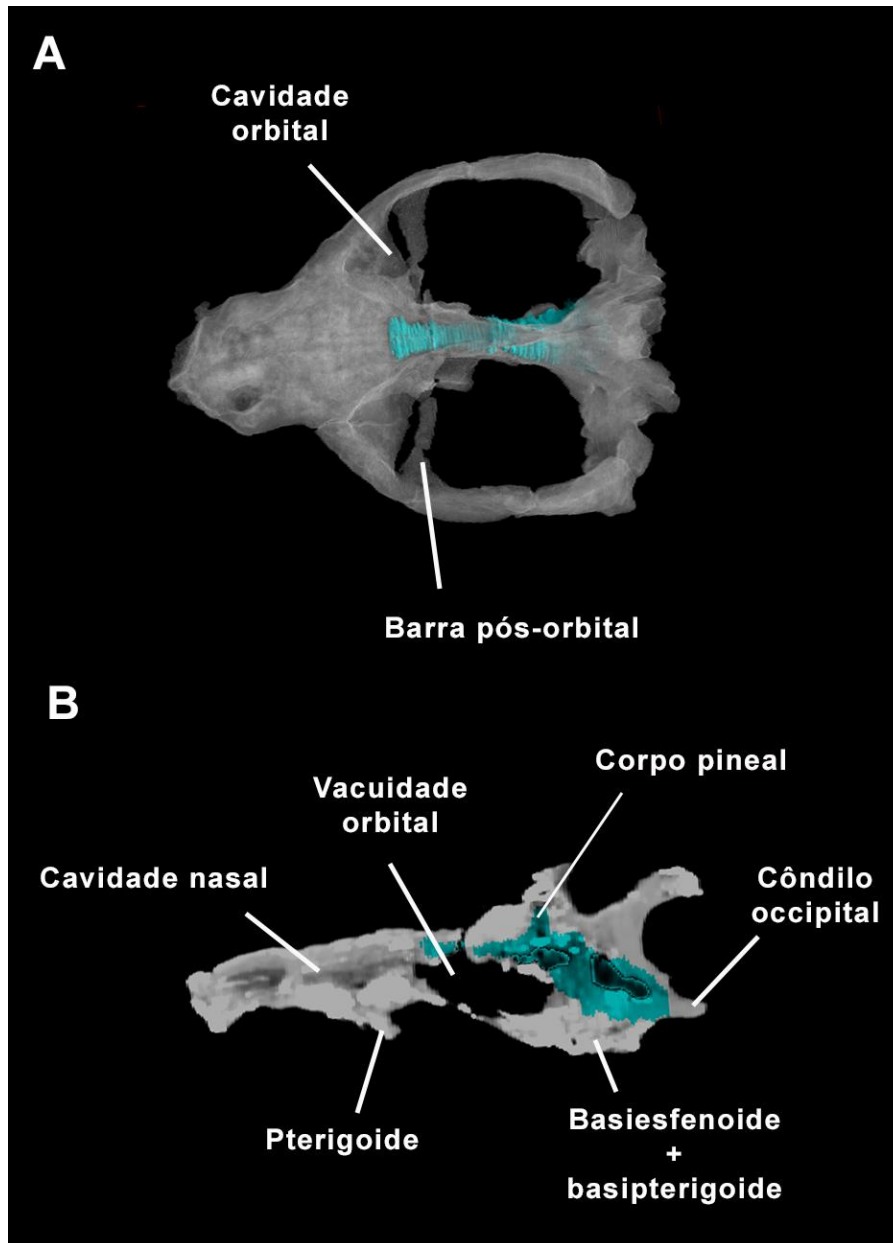 A
Cavidade
orbital
Barra pós-orbital
B
Corpo pineal
Vacuidade
orbital
Cavidade nasal
Côndilo
occipital
Pterigoide
Basiesfenoide
+
basipterigoide